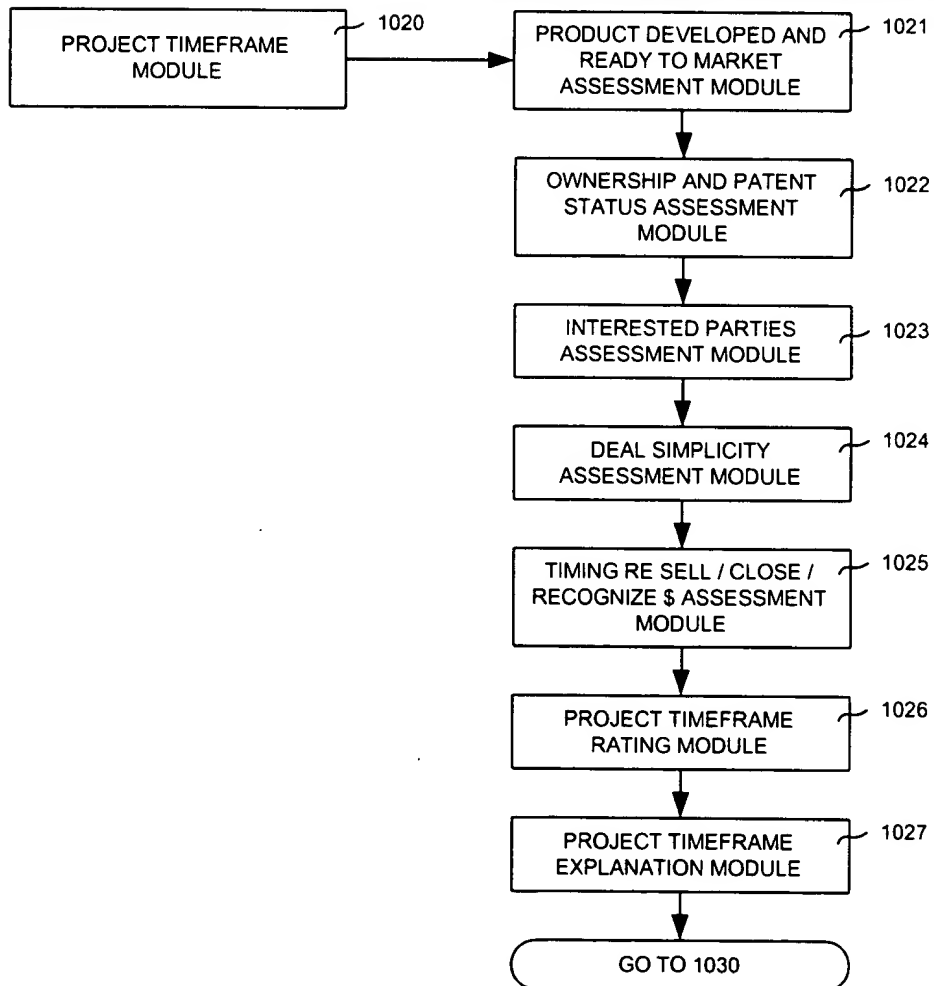 1020
PROJECT TIMEFRAME
MODULE
1021
PRODUCT DEVELOPED AND
READY TO MARKET
ASSESSMENT MODULE
1022
OWNERSHIP AND PATENT
STATUS ASSESSMENT
MODULE
1023
INTERESTED PARTIES
ASSESSMENT MODULE
1024
DEAL SIMPLICITY
ASSESSMENT MODULE
1025
TIMING RE SELL / CLOSE /
RECOGNIZE $ ASSESSMENT
MODULE
1026
PROJECT TIMEFRAME
RATING MODULE
1027
PROJECT TIMEFRAME
EXPLANATION MODULE
GO TO 1030